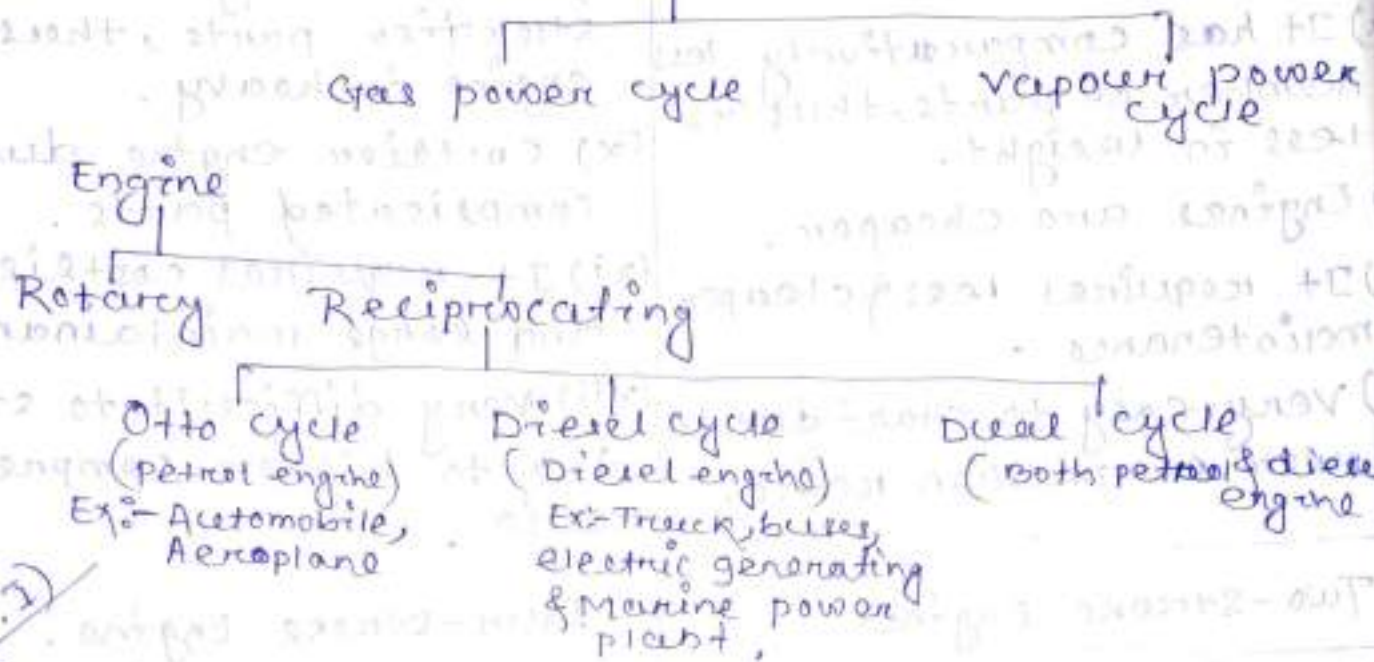 Gas power cycle
Vapour power
cycle
Engine
Rotary Reciprocating
Otto cycle
(petrol engine)
Ex:- Automobile,
Aeroplane
Diesel cycle
(Diesel engine)
Ex:- Truck, buses,
electric generating
& Marine power
plant,
Dual cycle
(Both petrol & diese
engine